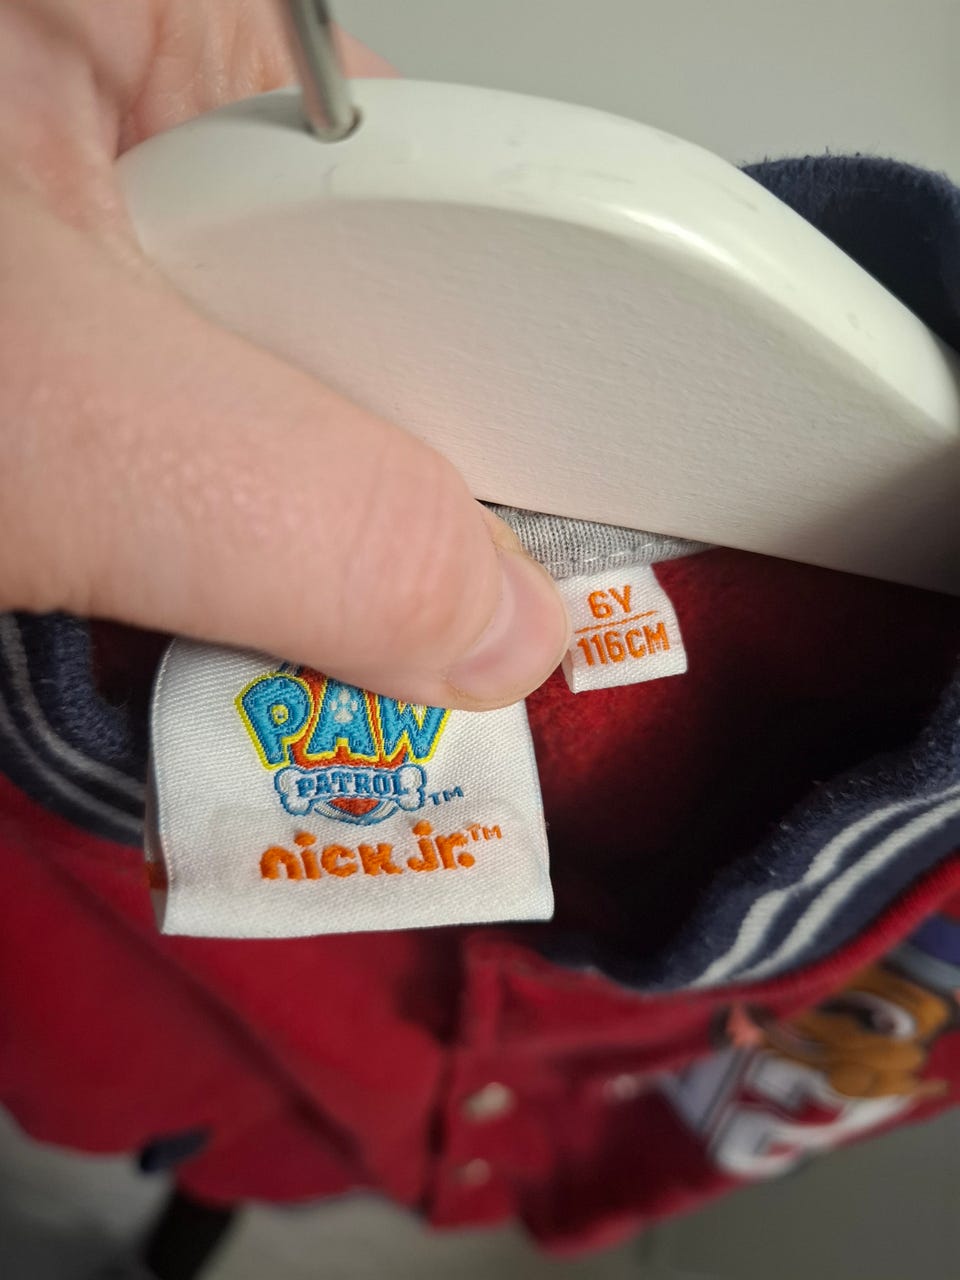 6Y
116CM
PAW
PATROL TM
nick jr.™